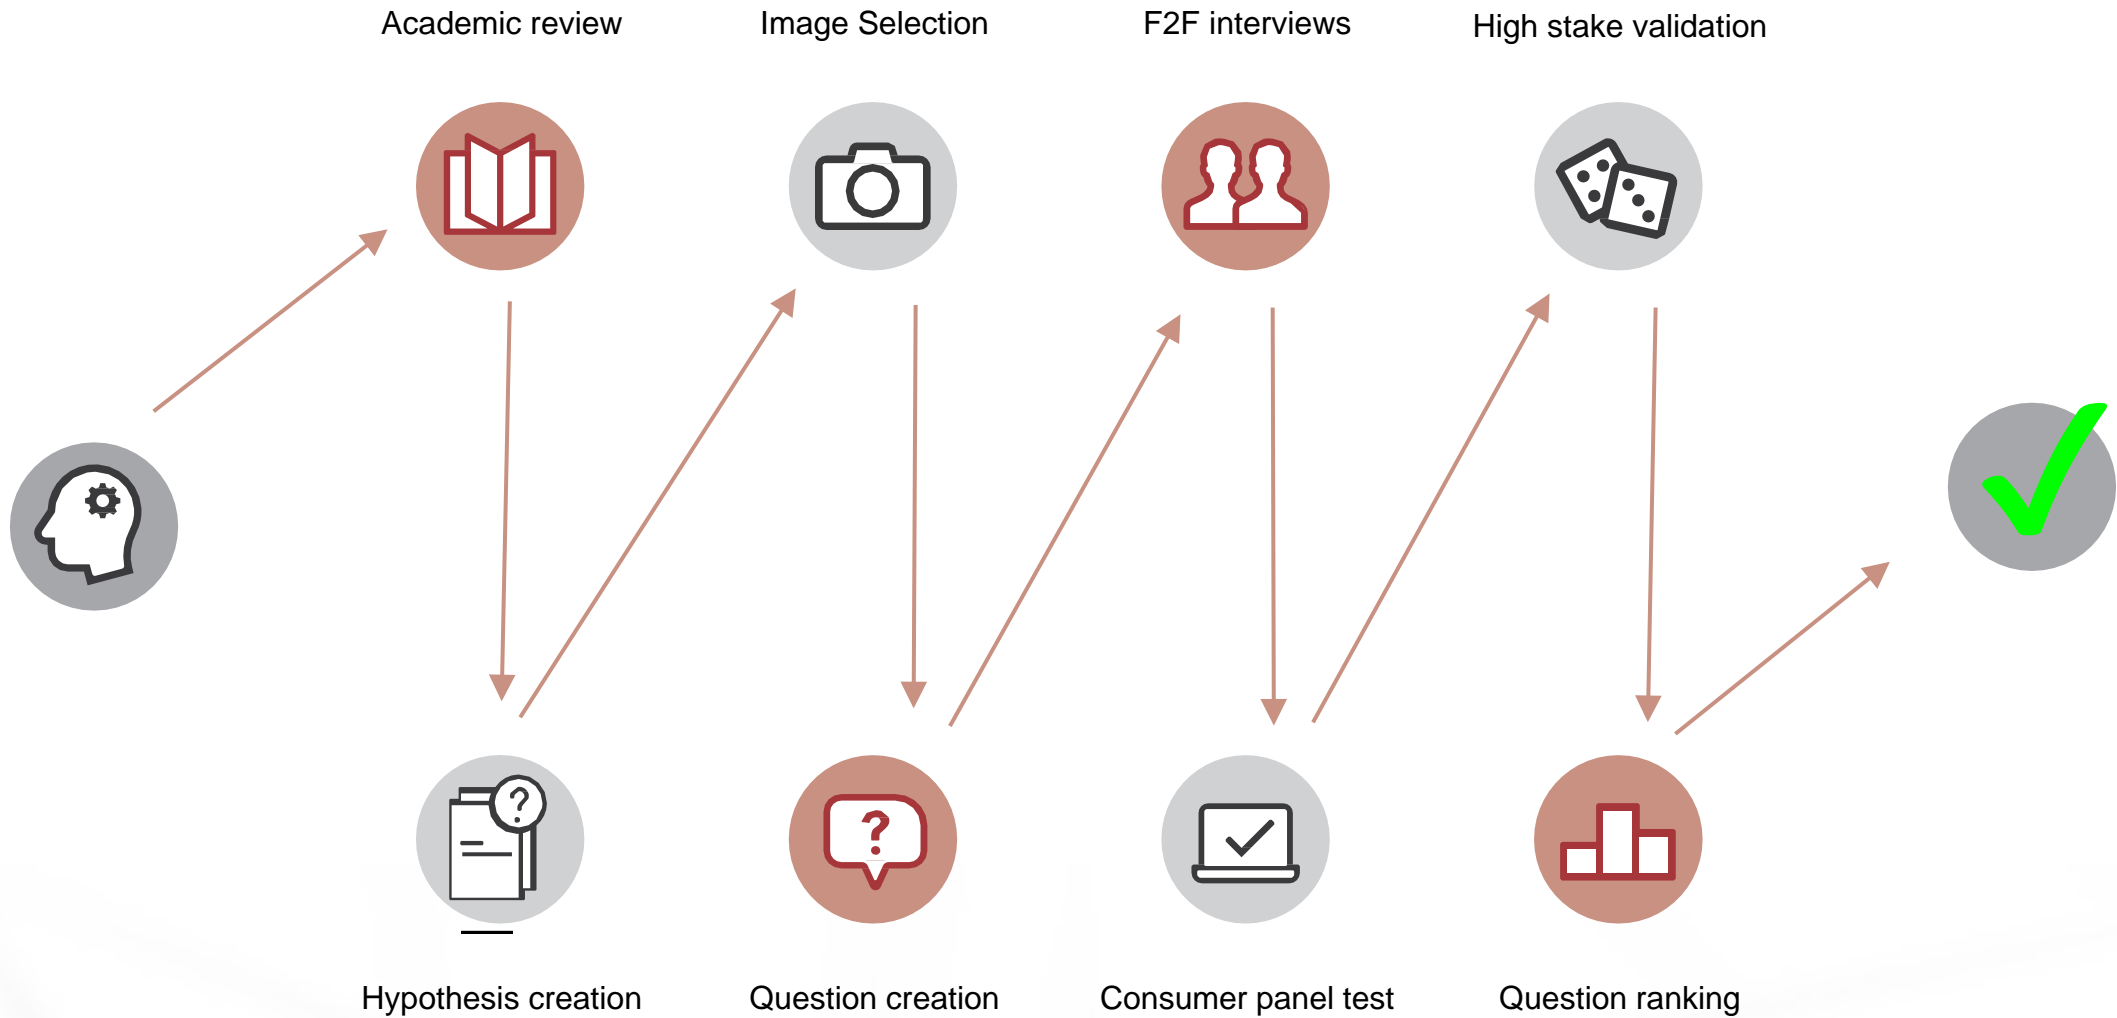 Academic review
Image Selection
F2F interviews
High stake validation
?
?
Hypothesis creation
Question creation
Consumer panel test
Question ranking